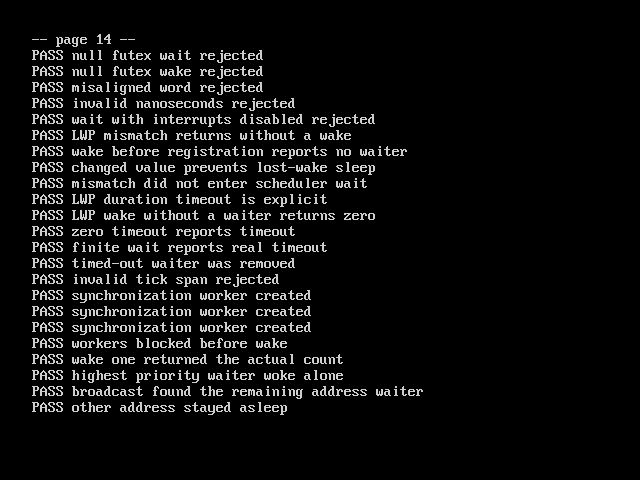 -- page 14 --
PASS null futex wait rejected
PASS null futex wake rejected
PASS misaligned word rejected
PASS invalid nanoseconds rejected
PASS wait with interrupts disabled rejected
PASS LWP mismatch returns without a wake
PASS wake before registration reports no waiter
PASS changed value prevents lost-wake sleep
PASS mismatch did not enter scheduler wait
PASS LWP duration timeout is explicit
PASS LWP wake without a waiter returns zero
PASS zero timeout reports timeout
PASS finite wait reports real timeout
PASS timed-out waiter was removed
PASS invalid tick span rejected
PASS synchronization worker created
PASS synchronization worker created
PASS synchronization worker created
PASS workers blocked before wake
PASS wake one returned the actual count
PASS highest priority waiter woke alone
PASS broadcast found the remaining address waiter
PASS other address stayed asleep